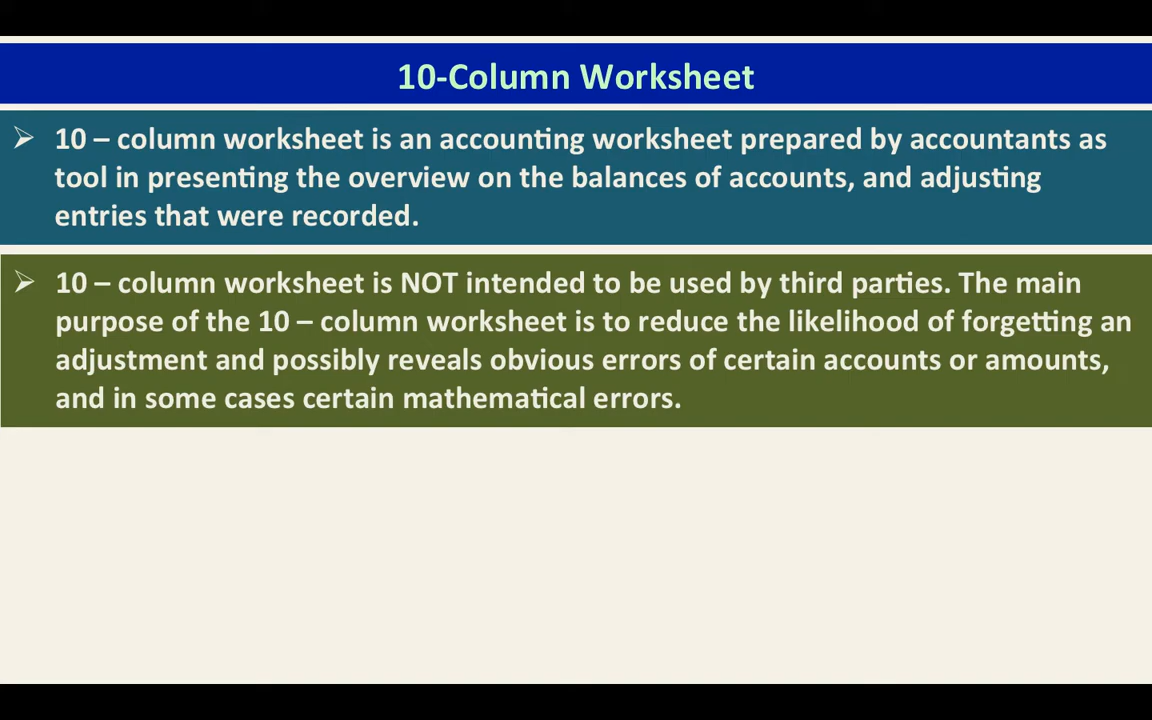 10-Column Worksheet
➢ 10 – column worksheet is an accounting worksheet prepared by accountants as
tool in presenting the overview on the balances of accounts, and adjusting
entries that were recorded.
➢ 10 – column worksheet is NOT intended to be used by third parties. The main
purpose of the 10 – column worksheet is to reduce the likelihood of forgetting an
adjustment and possibly reveals obvious errors of certain accounts or amounts,
and in some cases certain mathematical errors.